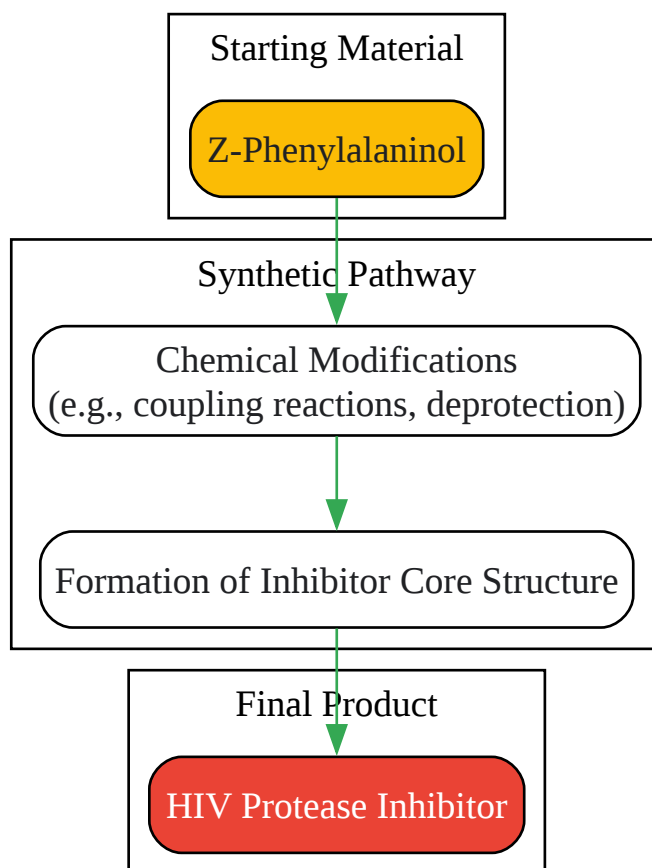 Starting Material
Z-Phenylalaninol
Synthetic Pathway
Chemical Modifications
(e.g., coupling reactions, deprotection)
Formation of Inhibitor Core Structure
Final Product
HIV Protease Inhibitor